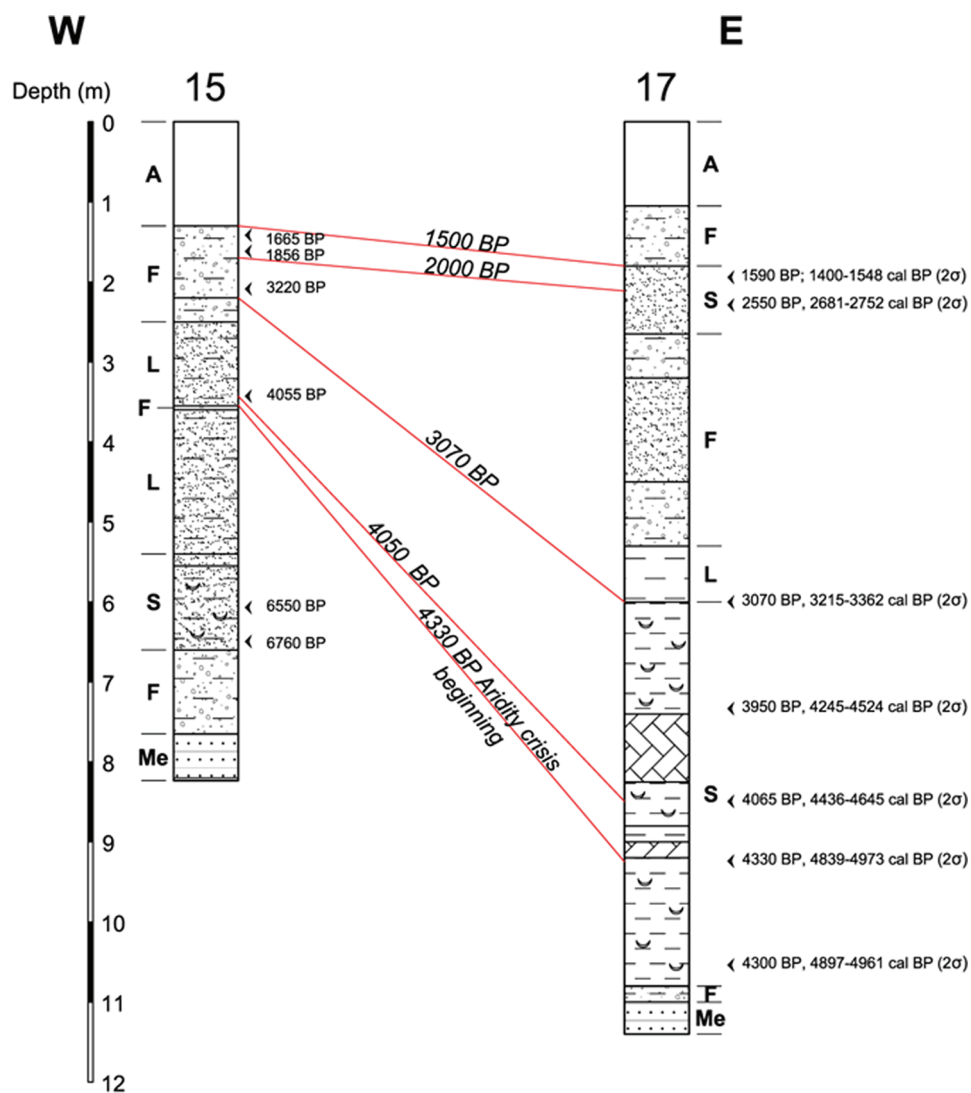 W
E
Depth (m)
15
17
0
1
2
3
4
5
6
7
8
9
10
11
12
A
F
L
F
L
S
F
Me
1665 BP
1856 BP
3220 BP
4055 BP
6550 BP
6760 BP
1500 BP
2000 BP
3070 BP
4050 BP
4330 BP Aridity crisis
beginning
A
F
S
F
L
S
F
Me
1590 BP; 1400-1548 cal BP (2σ)
2550 BP, 2681-2752 cal BP (2σ)
3070 BP, 3215-3362 cal BP (2σ)
3950 BP, 4245-4524 cal BP (2σ)
4065 BP, 4436-4645 cal BP (2σ)
4330 BP, 4839-4973 cal BP (2σ)
4300 BP, 4897-4961 cal BP (2σ)